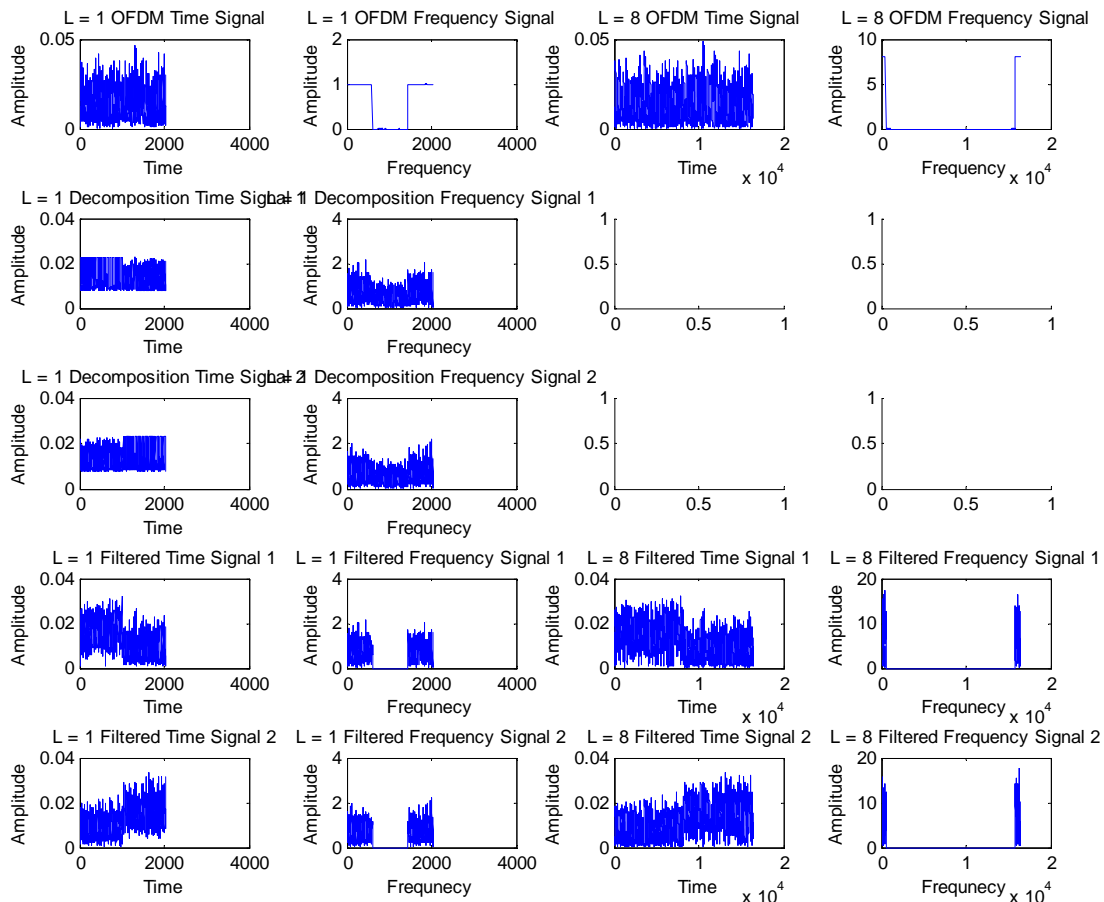 L = 1 OFDM Time Signal
Amplitude
0.05
0
0 2000 4000
Time
L = 1 OFDM Frequency Signal
Amplitude
2
1
0
0 2000 4000
Frequency
L = 8 OFDM Time Signal
Amplitude
0.05
0
0 1 2
Time
x 10^4
L = 8 OFDM Frequency Signal
Amplitude
10
5
0
0 1 2
Frequency
x 10^4
L = 1 Decomposition Time Signal 1
Amplitude
0.04
0.02
0
0 2000 4000
Time
L = 1 Decomposition Frequency Signal 1
Amplitude
4
2
0
0 2000 4000
Frequnecy
1
0.5
0
0 0.5 1
1
0.5
0
0 0.5 1
L = 1 Decomposition Time Signal 2
Amplitude
0.04
0.02
0
0 2000 4000
Time
L = 1 Decomposition Frequency Signal 2
Amplitude
4
2
0
0 2000 4000
Frequnecy
1
0.5
0
0 0.5 1
1
0.5
0
0 0.5 1
L = 1 Filtered Time Signal 1
Amplitude
0.04
0.02
0
0 2000 4000
Time
L = 1 Filtered Frequency Signal 1
Amplitude
4
2
0
0 2000 4000
Frequnecy
L = 8 Filtered Time Signal 1
Amplitude
0.04
0.02
0
0 1 2
Time
x 10^4
L = 8 Filtered Frequency Signal 1
Amplitude
20
10
0
0 1 2
Frequnecy
x 10^4
L = 1 Filtered Time Signal 2
Amplitude
0.04
0.02
0
0 2000 4000
Time
L = 1 Filtered Frequency Signal 2
Amplitude
4
2
0
0 2000 4000
Frequnecy
L = 8 Filtered Time Signal 2
Amplitude
0.04
0.02
0
0 1 2
Time
x 10^4
L = 8 Filtered Frequency Signal 2
Amplitude
20
10
0
0 1 2
Frequnecy
x 10^4